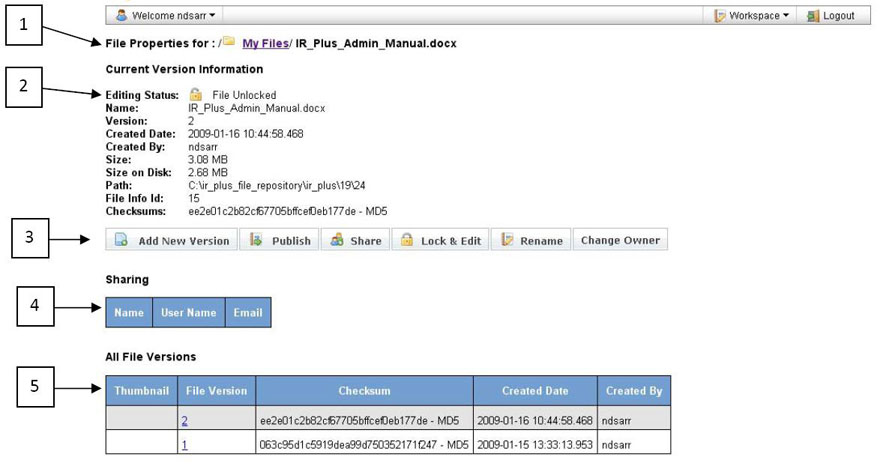 Welcome ndsarr Workspace Logout
1
File Properties for : / My Files/ IR_Plus_Admin_Manual.docx
Current Version Information
2
Editing Status: File Unlocked
Name: IR_Plus_Admin_Manual.docx
Version: 2
Created Date: 2009-01-16 10:44:58.468
Created By: ndsarr
Size: 3.08 MB
Size on Disk: 2.68 MB
Path: C:\ir_plus_file_repository\ir_plus\19\24
File Info Id: 15
Checksums: ee2e01c2b82cf67705bffcef0eb177de - MD5
3
Add New Version Publish Share Lock & Edit Rename Change Owner
Sharing
4
Name User Name Email
All File Versions
5
Thumbnail File Version Checksum Created Date Created By
2 ee2e01c2b82cf67705bffcef0eb177de - MD5 2009-01-16 10:44:58.468 ndsarr
1 063c95d1c5919dea99d750352171f247 - MD5 2009-01-15 13:33:13.953 ndsarr